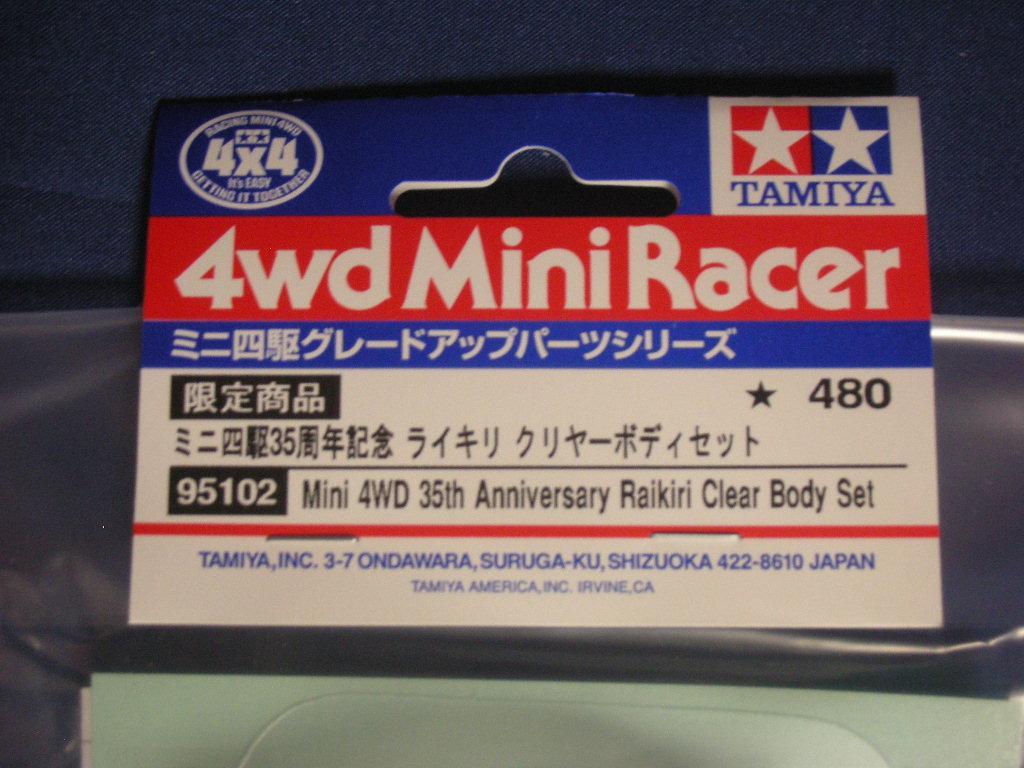 RACING MINI 4WD
4x4
It's EASY
GETTING IT TOGETHER
TAMIYA
4wd Mini Racer
ミニ四駆グレードアップパーツシリーズ
限定商品 ★ 480
ミニ四駆35周年記念 ライキリ クリヤーボディセット
95102 Mini 4WD 35th Anniversary Raikiri Clear Body Set
TAMIYA, INC. 3-7 ONDAWARA, SURUGA-KU, SHIZUOKA 422-8610 JAPAN
TAMIYA AMERICA, INC. IRVINE, CA